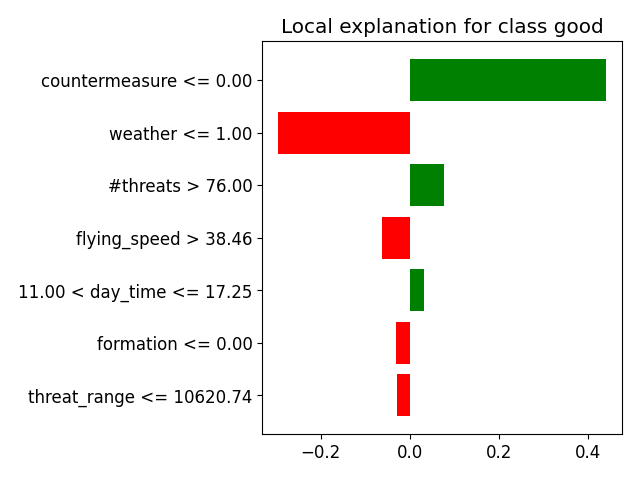 Local explanation for class good
countermeasure <= 0.00
weather <= 1.00
#threats > 76.00
flying_speed > 38.46
11.00 < day_time <= 17.25
formation <= 0.00
threat_range <= 10620.74
−0.2 0.0 0.2 0.4